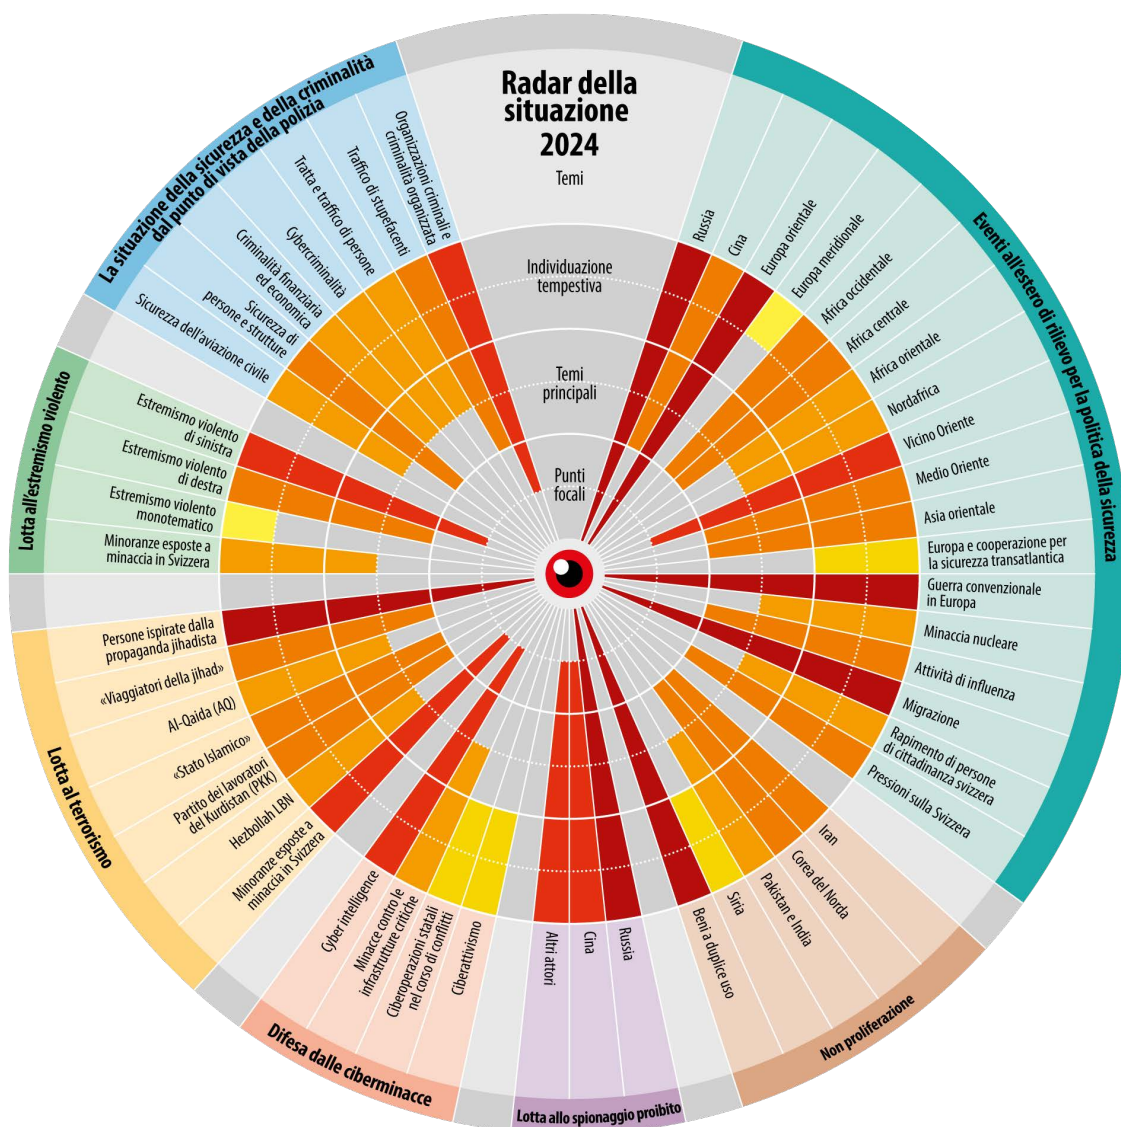 Radar della
situazione
2024
Temi
Individuazione
tempestiva
Temi
principali
Punti
focali
Eventi all'estero di rilievo per la politica della sicurezza
Russia
Cina
Europa orientale
Europa meridionale
Africa occidentale
Africa centrale
Africa orientale
Nordafrica
Vicino Oriente
Medio Oriente
Asia orientale
Europa e cooperazione per
la sicurezza transatlantica
Guerra convenzionale
in Europa
Minaccia nucleare
Attività di influenza
Migrazione
Rapimento di persone
di cittadinanza svizzera
Pressioni sulla Svizzera
Non proliferazione
Iran
Corea del Norda
Pakistan e India
Siria
Beni a duplice uso
Lotta allo spionaggio proibito
Russia
Cina
Altri attori
Difesa dalle ciberminacce
Ciberattivismo
Ciberoperazioni statali
nel corso di conflitti
Minacce contro le
infrastrutture critiche
Cyber intelligence
Lotta al terrorismo
Minoranze esposte a
minaccia in Svizzera
Hezbollah LBN
Partito dei lavoratori
del Kurdistan (PKK)
«Stato Islamico»
Al-Qaida (AQ)
«Viaggiatori della jihad»
Persone ispirate dalla
propaganda jihadista
Lotta all'estremismo violento
Minoranze esposte a
minaccia in Svizzera
Estremismo violento
monotematico
Estremismo violento
di destra
Estremismo violento
di sinistra
La situazione della sicurezza e della criminalità
dal punto di vista della polizia
Sicurezza dell'aviazione civile
Sicurezza di
persone e strutture
Criminalità finanziaria
ed economica
Cybercriminalità
Tratta e traffico di persone
Traffico di stupefacenti
Organizzazioni criminali e
criminalità organizzata